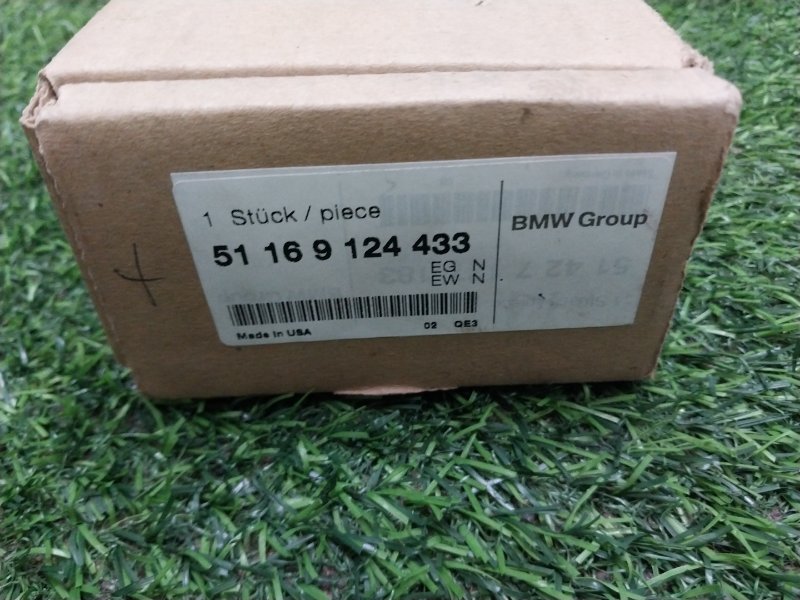 1 Stück / piece
51 16 9 124 433
EG N
EW N
Made in USA
02 QE3
BMW Group